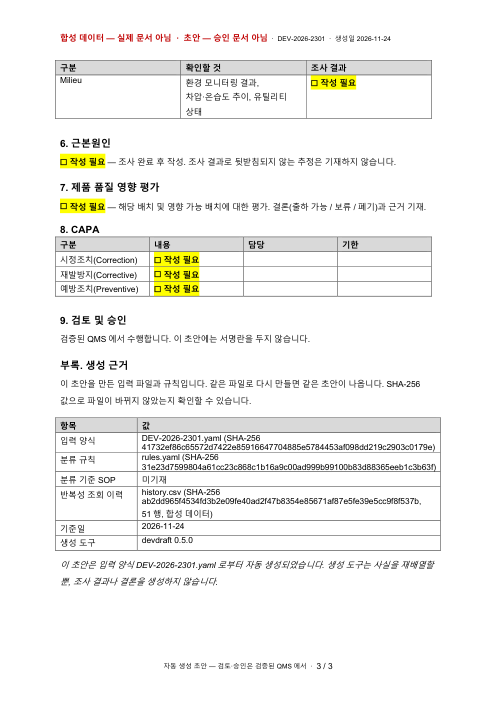 합성 데이터 — 실제 문서 아님 · 초안 — 승인 문서 아님 · DEV-2026-2301 · 생성일 2026-11-24
구분 확인할 것 조사 결과
Milieu 환경 모니터링 결과, ☐ 작성 필요
차압·온습도 추이, 유틸리티
상태
6. 근본원인
☐ 작성 필요 — 조사 완료 후 작성. 조사 결과로 뒷받침되지 않는 추정은 기재하지 않습니다.
7. 제품 품질 영향 평가
☐ 작성 필요 — 해당 배치 및 영향 가능 배치에 대한 평가. 결론(출하 가능 / 보류 / 폐기)과 근거 기재.
8. CAPA
구분 내용 담당 기한
시정조치(Correction) ☐ 작성 필요
재발방지(Corrective) ☐ 작성 필요
예방조치(Preventive) ☐ 작성 필요
9. 검토 및 승인
검증된 QMS 에서 수행합니다. 이 초안에는 서명란을 두지 않습니다.
부록. 생성 근거
이 초안을 만든 입력 파일과 규칙입니다. 같은 파일로 다시 만들면 같은 초안이 나옵니다. SHA-256
값으로 파일이 바뀌지 않았는지 확인할 수 있습니다.
항목 값
입력 양식 DEV-2026-2301.yaml (SHA-256
41732ef86c65572d7422e85916647704885e5784453af098dd219c2903c0179e)
분류 규칙 rules.yaml (SHA-256
31e23d7599804a61cc23c868c1b16a9c00ad999b99100b83d88365eeb1c3b63f)
분류 기준 SOP 미기재
반복성 조회 이력 history.csv (SHA-256
ab2dd965f4534fd3b2e09fe40ad2f47b8354e85671af87e5fe39e5cc9f8f537b,
51 행, 합성 데이터)
기준일 2026-11-24
생성 도구 devdraft 0.5.0
이 초안은 입력 양식 DEV-2026-2301.yaml 로부터 자동 생성되었습니다. 생성 도구는 사실을 재배열할
뿐, 조사 결과나 결론을 생성하지 않습니다.
자동 생성 초안 — 검토·승인은 검증된 QMS 에서 · 3 / 3